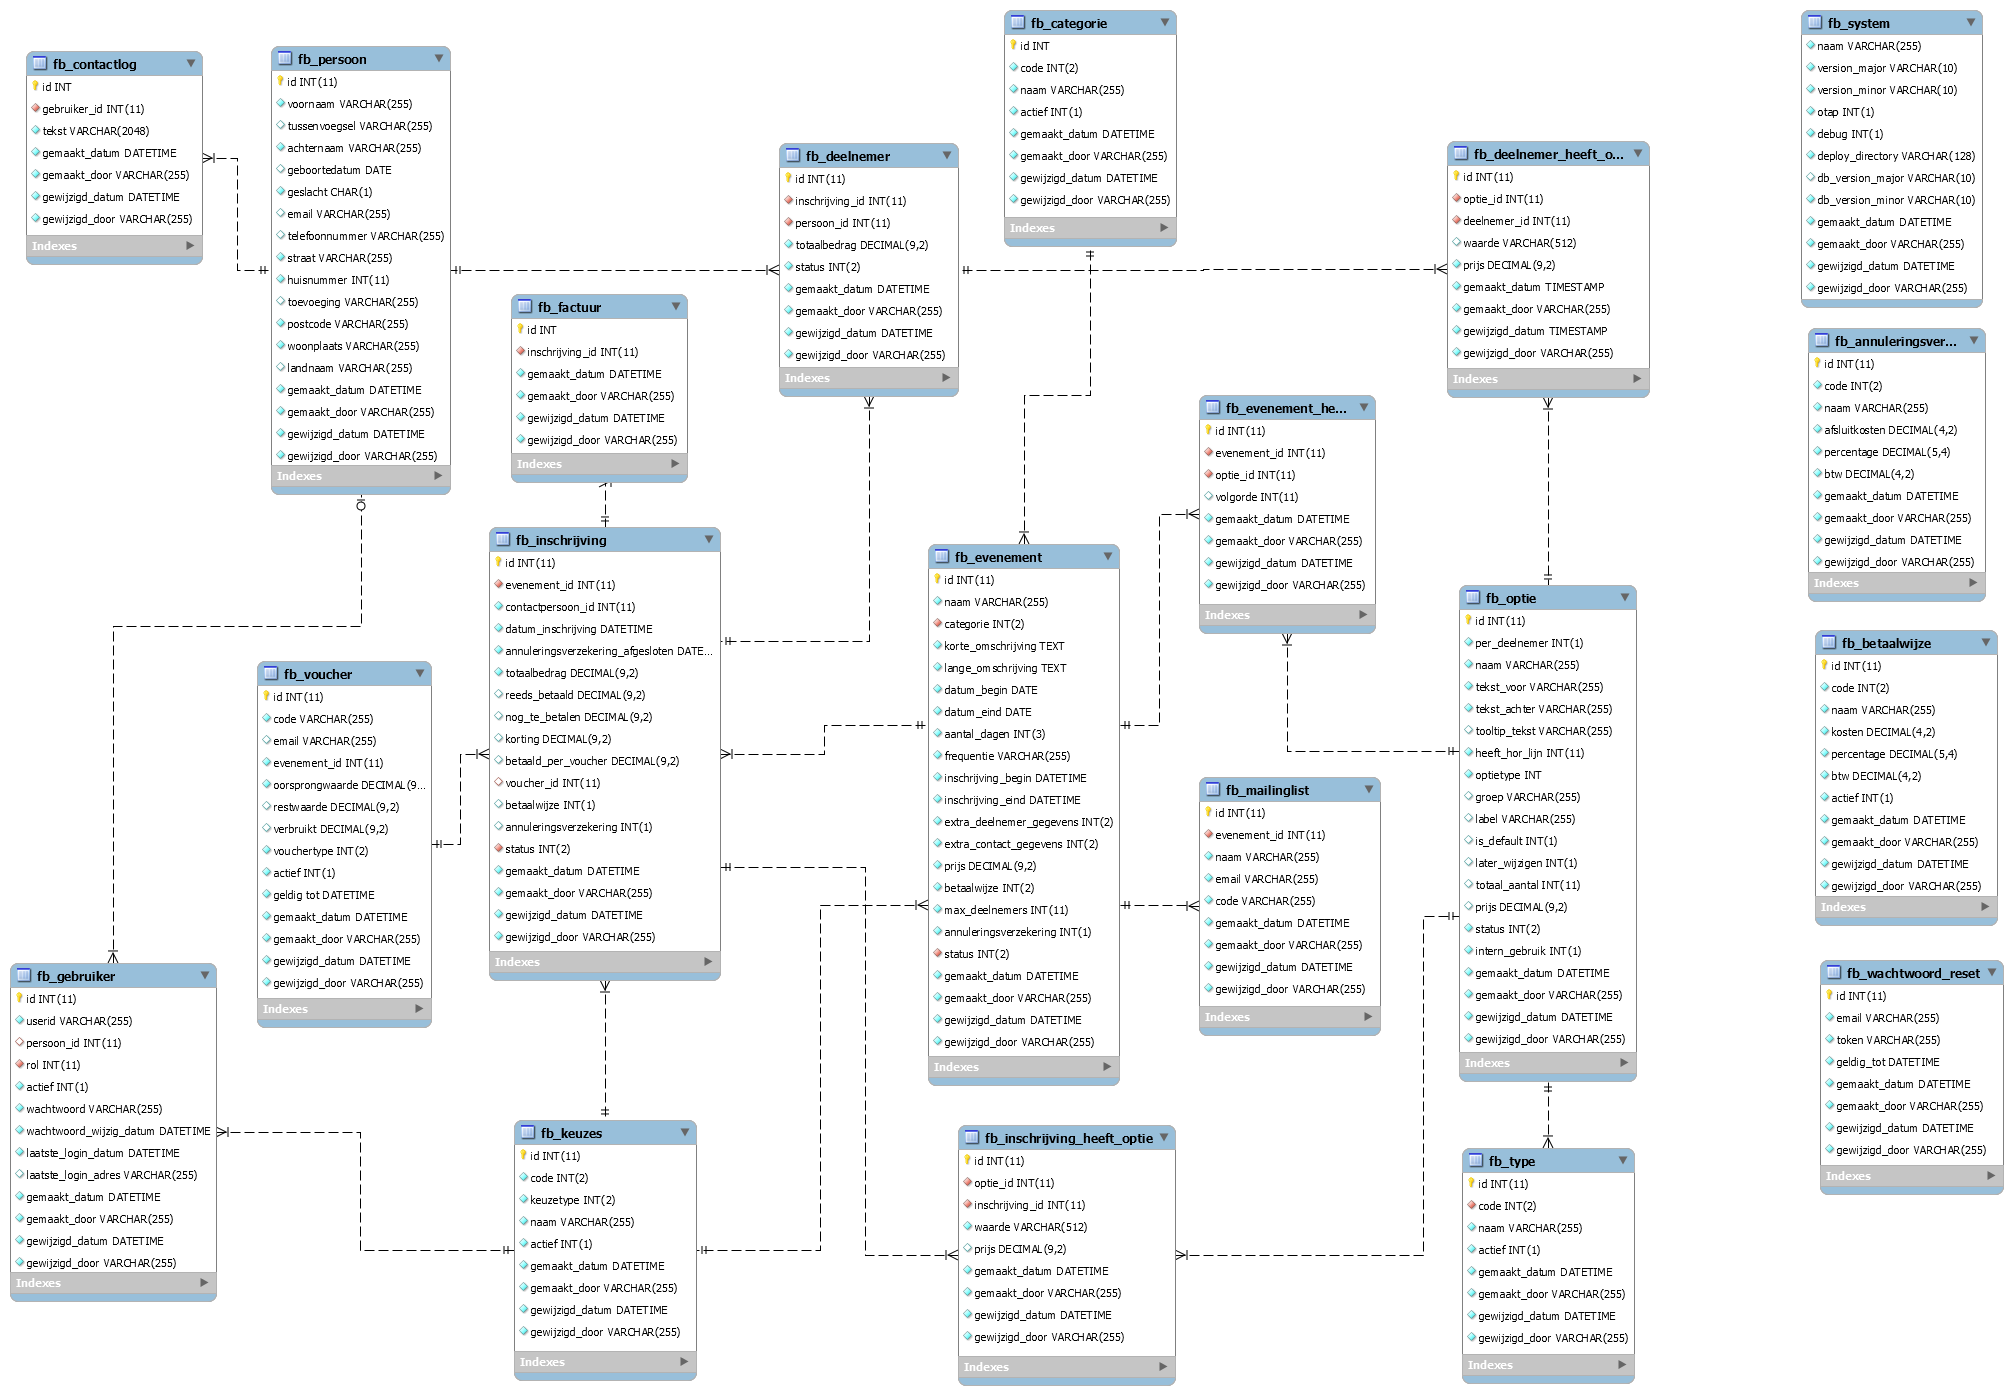 fb_contactlog
id INT
gebruiker_id INT(11)
tekst VARCHAR(2048)
gemaakt_datum DATETIME
gemaakt_door VARCHAR(255)
gewijzigd_datum DATETIME
gewijzigd_door VARCHAR(255)
Indexes
fb_persoon
id INT(11)
voornaam VARCHAR(255)
tussenvoegsel VARCHAR(255)
achternaam VARCHAR(255)
geboortedatum DATE
geslacht CHAR(1)
email VARCHAR(255)
telefoonnummer VARCHAR(255)
straat VARCHAR(255)
huisnummer INT(11)
toevoeging VARCHAR(255)
postcode VARCHAR(255)
woonplaats VARCHAR(255)
landnaam VARCHAR(255)
gemaakt_datum DATETIME
gemaakt_door VARCHAR(255)
gewijzigd_datum DATETIME
gewijzigd_door VARCHAR(255)
Indexes
fb_factuur
id INT
inschrijving_id INT(11)
gemaakt_datum DATETIME
gemaakt_door VARCHAR(255)
gewijzigd_datum DATETIME
gewijzigd_door VARCHAR(255)
Indexes
fb_deelnemer
id INT(11)
inschrijving_id INT(11)
persoon_id INT(11)
totaalbedrag DECIMAL(9,2)
status INT(2)
gemaakt_datum DATETIME
gemaakt_door VARCHAR(255)
gewijzigd_datum DATETIME
gewijzigd_door VARCHAR(255)
Indexes
fb_categorie
id INT
code INT(2)
naam VARCHAR(255)
actief INT(1)
gemaakt_datum DATETIME
gemaakt_door VARCHAR(255)
gewijzigd_datum DATETIME
gewijzigd_door VARCHAR(255)
Indexes
fb_deelnemer_heeft_o...
id INT(11)
optie_id INT(11)
deelnemer_id INT(11)
waarde VARCHAR(512)
prijs DECIMAL(9,2)
gemaakt_datum TIMESTAMP
gemaakt_door VARCHAR(255)
gewijzigd_datum TIMESTAMP
gewijzigd_door VARCHAR(255)
Indexes
fb_system
naam VARCHAR(255)
version_major VARCHAR(10)
version_minor VARCHAR(10)
otap INT(1)
debug INT(1)
deploy_directory VARCHAR(128)
db_version_major VARCHAR(10)
db_version_minor VARCHAR(10)
gemaakt_datum DATETIME
gemaakt_door VARCHAR(255)
gewijzigd_datum DATETIME
gewijzigd_door VARCHAR(255)
fb_annuleringsver...
id INT(11)
code INT(2)
naam VARCHAR(255)
afsluitkosten DECIMAL(4,2)
percentage DECIMAL(5,4)
btw DECIMAL(4,2)
gemaakt_datum DATETIME
gemaakt_door VARCHAR(255)
gewijzigd_datum DATETIME
gewijzigd_door VARCHAR(255)
Indexes
fb_evenement_he...
id INT(11)
evenement_id INT(11)
optie_id INT(11)
volgorde INT(11)
gemaakt_datum DATETIME
gemaakt_door VARCHAR(255)
gewijzigd_datum DATETIME
gewijzigd_door VARCHAR(255)
Indexes
fb_inschrijving
id INT(11)
evenement_id INT(11)
contactpersoon_id INT(11)
datum_inschrijving DATETIME
annuleringsverzekering_afgesloten DATE...
totaalbedrag DECIMAL(9,2)
reeds_betaald DECIMAL(9,2)
nog_te_betalen DECIMAL(9,2)
korting DECIMAL(9,2)
betaald_per_voucher DECIMAL(9,2)
voucher_id INT(11)
betaalwijze INT(1)
annuleringsverzekering INT(1)
status INT(2)
gemaakt_datum DATETIME
gemaakt_door VARCHAR(255)
gewijzigd_datum DATETIME
gewijzigd_door VARCHAR(255)
Indexes
fb_evenement
id INT(11)
naam VARCHAR(255)
categorie INT(2)
korte_omschrijving TEXT
lange_omschrijving TEXT
datum_begin DATE
datum_eind DATE
aantal_dagen INT(3)
frequentie VARCHAR(255)
inschrijving_begin DATETIME
inschrijving_eind DATETIME
extra_deelnemer_gegevens INT(2)
extra_contact_gegevens INT(2)
prijs DECIMAL(9,2)
betaalwijze INT(2)
max_deelnemers INT(11)
annuleringsverzekering INT(1)
status INT(2)
gemaakt_datum DATETIME
gemaakt_door VARCHAR(255)
gewijzigd_datum DATETIME
gewijzigd_door VARCHAR(255)
Indexes
fb_optie
id INT(11)
per_deelnemer INT(1)
naam VARCHAR(255)
tekst_voor VARCHAR(255)
tekst_achter VARCHAR(255)
tooltip_tekst VARCHAR(255)
heeft_hor_lijn INT(11)
optietype INT
groep VARCHAR(255)
label VARCHAR(255)
is_default INT(1)
later_wijzigen INT(1)
totaal_aantal INT(11)
prijs DECIMAL(9,2)
status INT(2)
intern_gebruik INT(1)
gemaakt_datum DATETIME
gemaakt_door VARCHAR(255)
gewijzigd_datum DATETIME
gewijzigd_door VARCHAR(255)
Indexes
fb_betaalwijze
id INT(11)
code INT(2)
naam VARCHAR(255)
kosten DECIMAL(4,2)
percentage DECIMAL(5,4)
btw DECIMAL(4,2)
actief INT(1)
gemaakt_datum DATETIME
gemaakt_door VARCHAR(255)
gewijzigd_datum DATETIME
gewijzigd_door VARCHAR(255)
Indexes
fb_voucher
id INT(11)
code VARCHAR(255)
email VARCHAR(255)
evenement_id INT(11)
oorsprongwaarde DECIMAL(9...
restwaarde DECIMAL(9,2)
verbruikt DECIMAL(9,2)
vouchertype INT(2)
actief INT(1)
geldig tot DATETIME
gemaakt_datum DATETIME
gemaakt_door VARCHAR(255)
gewijzigd_datum DATETIME
gewijzigd_door VARCHAR(255)
Indexes
fb_mailinglist
id INT(11)
evenement_id INT(11)
naam VARCHAR(255)
email VARCHAR(255)
code VARCHAR(255)
gemaakt_datum DATETIME
gemaakt_door VARCHAR(255)
gewijzigd_datum DATETIME
gewijzigd_door VARCHAR(255)
Indexes
fb_gebruiker
id INT(11)
userid VARCHAR(255)
persoon_id INT(11)
rol INT(11)
actief INT(1)
wachtwoord VARCHAR(255)
wachtwoord_wijzig_datum DATETIME
laatste_login_datum DATETIME
laatste_login_adres VARCHAR(255)
gemaakt_datum DATETIME
gemaakt_door VARCHAR(255)
gewijzigd_datum DATETIME
gewijzigd_door VARCHAR(255)
Indexes
fb_keuzes
id INT(11)
code INT(2)
keuzetype INT(2)
naam VARCHAR(255)
actief INT(1)
gemaakt_datum DATETIME
gemaakt_door VARCHAR(255)
gewijzigd_datum DATETIME
gewijzigd_door VARCHAR(255)
Indexes
fb_inschrijving_heeft_optie
id INT(11)
optie_id INT(11)
inschrijving_id INT(11)
waarde VARCHAR(512)
prijs DECIMAL(9,2)
gemaakt_datum DATETIME
gemaakt_door VARCHAR(255)
gewijzigd_datum DATETIME
gewijzigd_door VARCHAR(255)
Indexes
fb_type
id INT(11)
code INT(2)
naam VARCHAR(255)
actief INT(1)
gemaakt_datum DATETIME
gemaakt_door VARCHAR(255)
gewijzigd_datum DATETIME
gewijzigd_door VARCHAR(255)
Indexes
fb_wachtwoord_reset
id INT(11)
email VARCHAR(255)
token VARCHAR(255)
geldig_tot DATETIME
gemaakt_datum DATETIME
gemaakt_door VARCHAR(255)
gewijzigd_datum DATETIME
gewijzigd_door VARCHAR(255)
Indexes